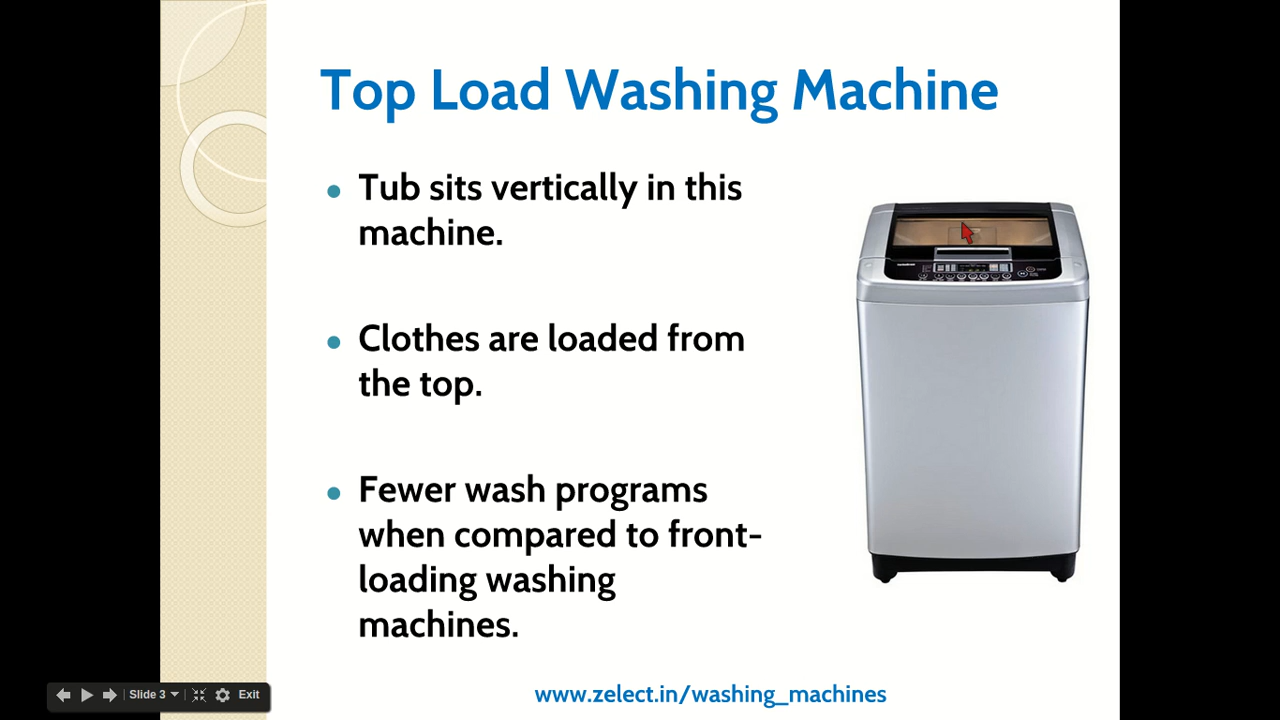 Top Load Washing Machine
Tub sits vertically in this
machine.
Clothes are loaded from
the top.
Fewer wash programs
when compared to front-
loading washing
machines.
www.zelect.in/washing_machines
Slide 3
Exit